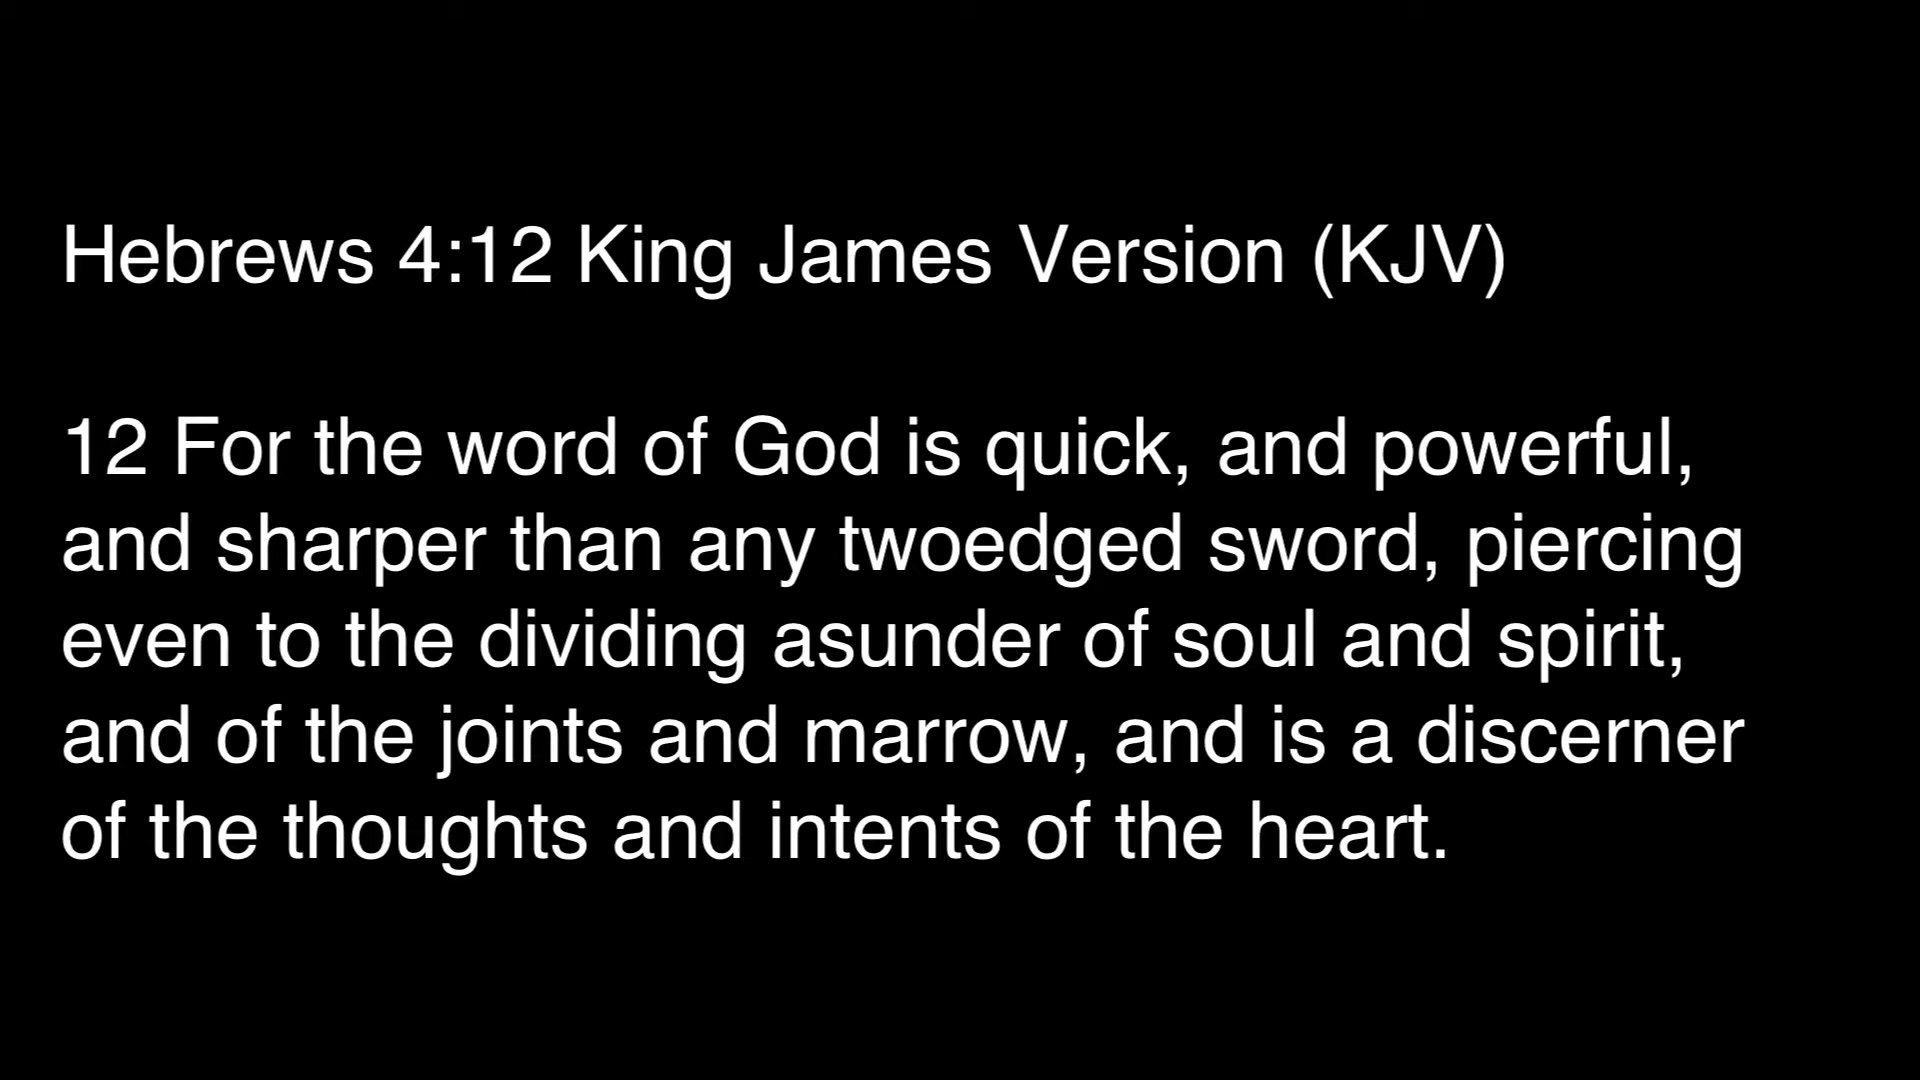 Hebrews 4:12 King James Version (KJV)
12 For the word of God is quick, and powerful,
and sharper than any twoedged sword, piercing
even to the dividing asunder of soul and spirit,
and of the joints and marrow, and is a discerner
of the thoughts and intents of the heart.